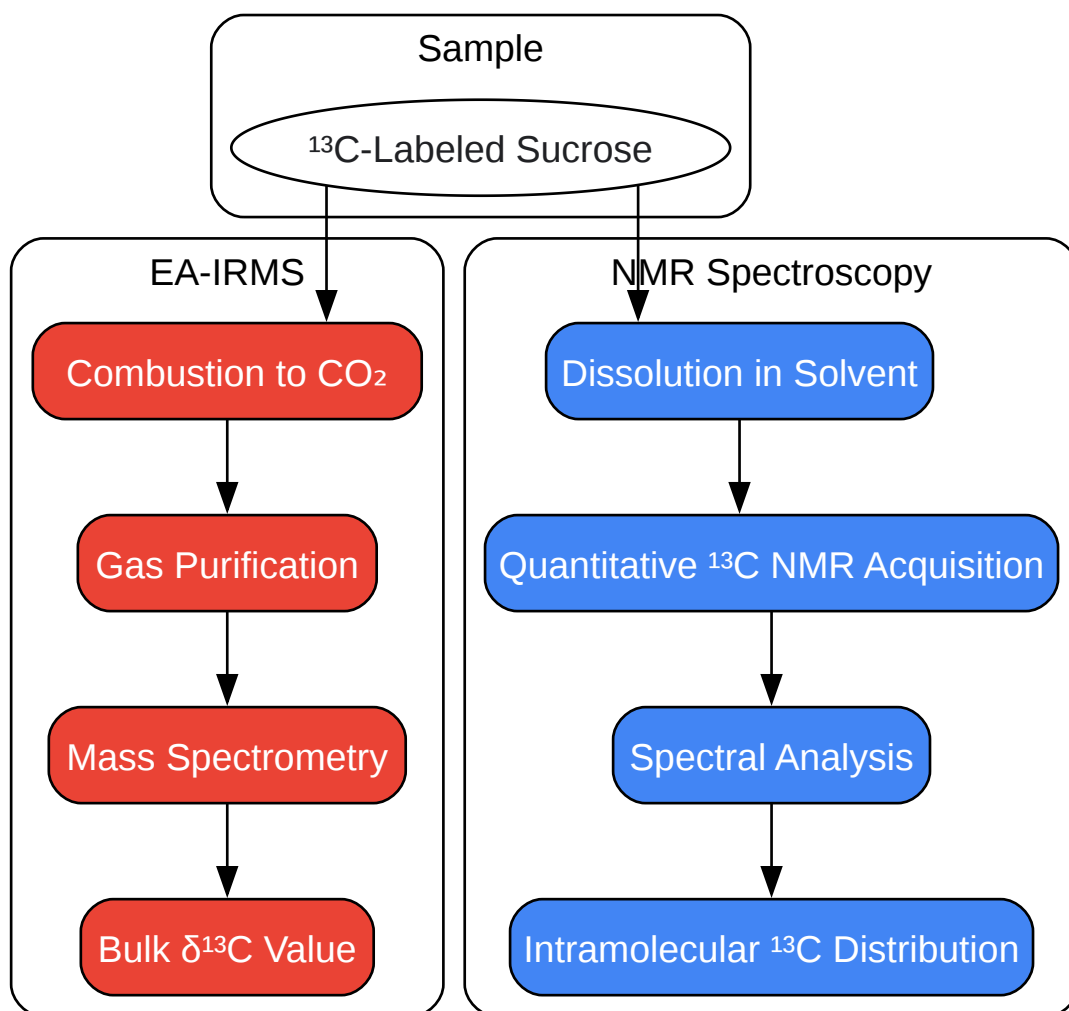 Sample
¹³C-Labeled Sucrose
EA-IRMS
Combustion to CO₂
Gas Purification
Mass Spectrometry
Bulk δ¹³C Value
NMR Spectroscopy
Dissolution in Solvent
Quantitative ¹³C NMR Acquisition
Spectral Analysis
Intramolecular ¹³C Distribution